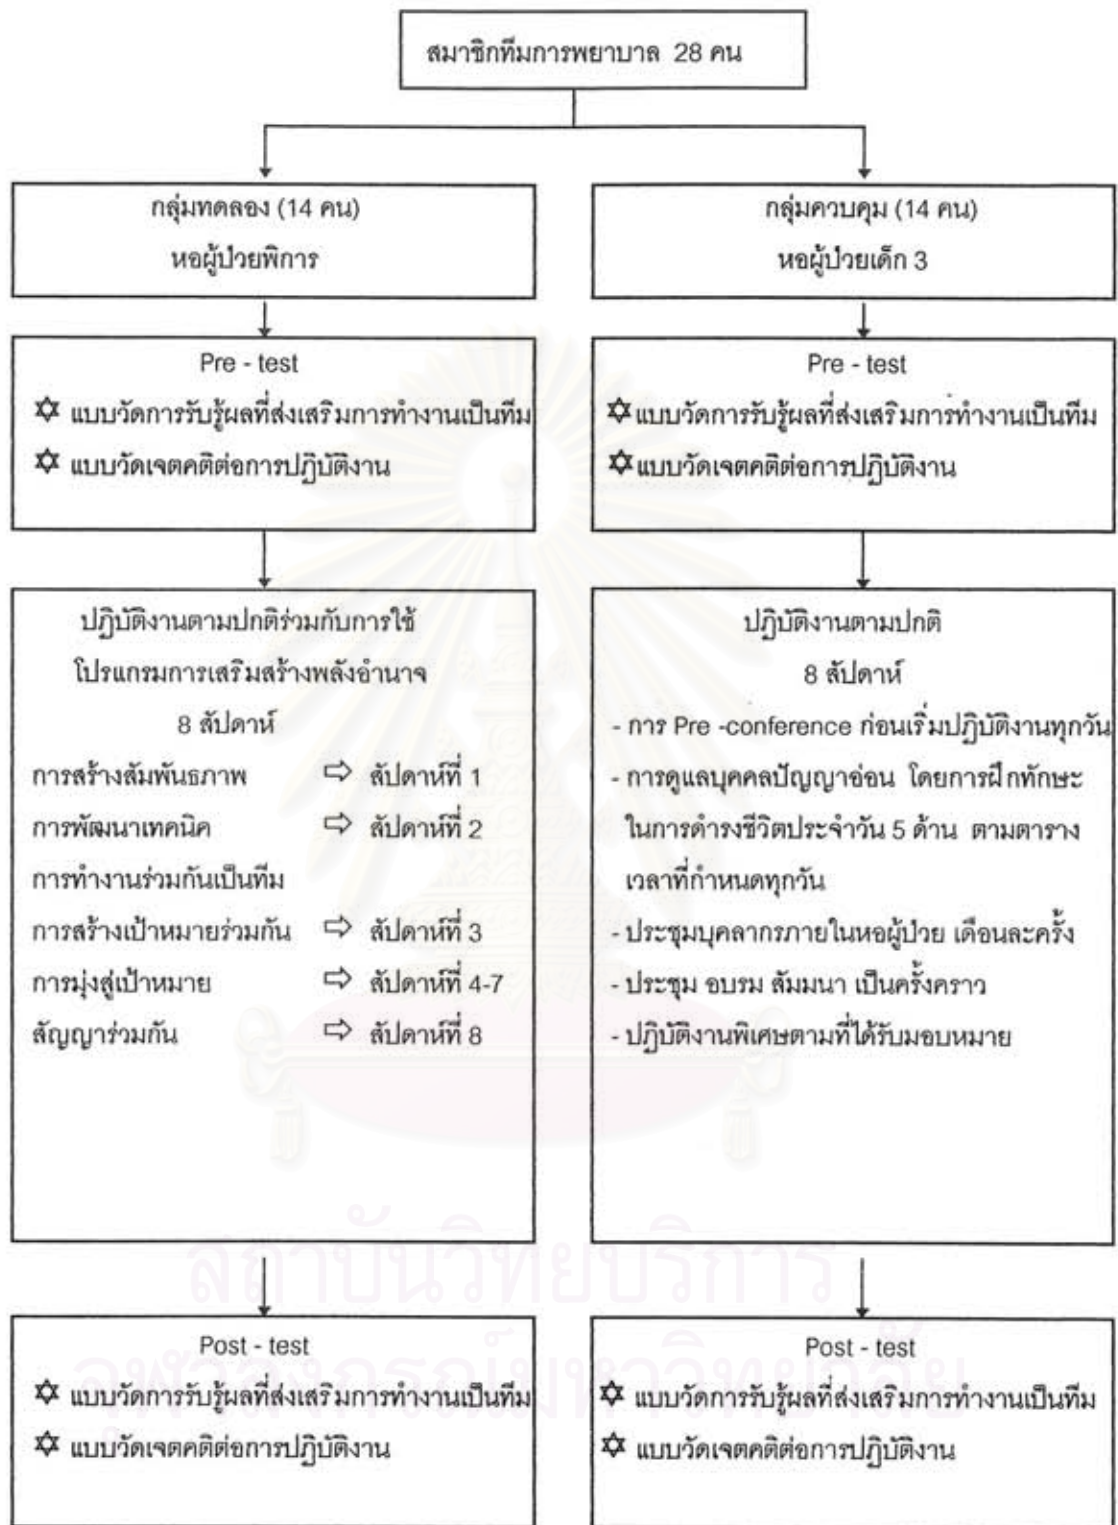 สมาชิกทีมการพยาบาล 28 คน
กลุ่มทดลอง (14 คน)
หอผู้ป่วยพิการ
กลุ่มควบคุม (14 คน)
หอผู้ป่วยเด็ก 3
Pre - test
✡ แบบวัดการรับรู้ผลที่ส่งเสริมการทำงานเป็นทีม
✡ แบบวัดเจตคติต่อการปฏิบัติงาน
Pre - test
✡ แบบวัดการรับรู้ผลที่ส่งเสริมการทำงานเป็นทีม
✡ แบบวัดเจตคติต่อการปฏิบัติงาน
ปฏิบัติงานตามปกติร่วมกับการใช้
โปรแกรมการเสริมสร้างพลังอำนาจ
8 สัปดาห์
การสร้างสัมพันธภาพ ⇨ สัปดาห์ที่ 1
การพัฒนาเทคนิค ⇨ สัปดาห์ที่ 2
การทำงานร่วมกันเป็นทีม
การสร้างเป้าหมายร่วมกัน ⇨ สัปดาห์ที่ 3
การมุ่งสู่เป้าหมาย ⇨ สัปดาห์ที่ 4-7
สัญญาร่วมกัน ⇨ สัปดาห์ที่ 8
ปฏิบัติงานตามปกติ
8 สัปดาห์
- การ Pre -conference ก่อนเริ่มปฏิบัติงานทุกวัน
- การดูแลบุคคลปัญญาอ่อน โดยการฝึกทักษะ
ในการดำรงชีวิตประจำวัน 5 ด้าน ตามตาราง
เวลาที่กำหนดทุกวัน
- ประชุมบุคลากรภายในหอผู้ป่วย เดือนละครั้ง
- ประชุม อบรม สัมมนา เป็นครั้งคราว
- ปฏิบัติงานพิเศษตามที่ได้รับมอบหมาย
สถาบันวิทยบริการ
จุฬาลงกรณ์มหาวิทยาลัย
Post - test
✡ แบบวัดการรับรู้ผลที่ส่งเสริมการทำงานเป็นทีม
✡ แบบวัดเจตคติต่อการปฏิบัติงาน
Post - test
✡ แบบวัดการรับรู้ผลที่ส่งเสริมการทำงานเป็นทีม
✡ แบบวัดเจตคติต่อการปฏิบัติงาน